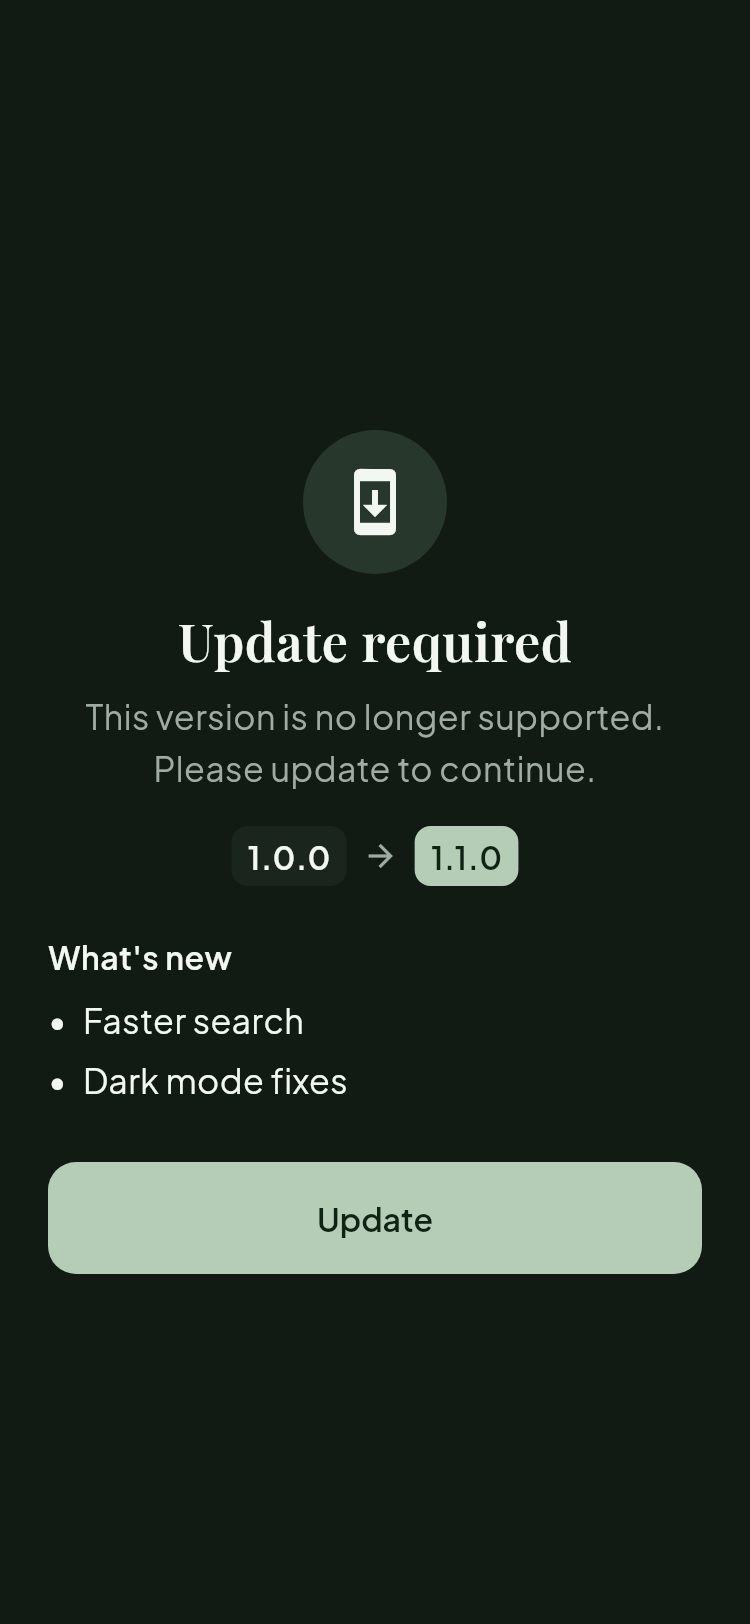 Update required
This version is no longer supported.
Please update to continue.
1.0.0 → 1.1.0
What's new
• Faster search
• Dark mode fixes
Update